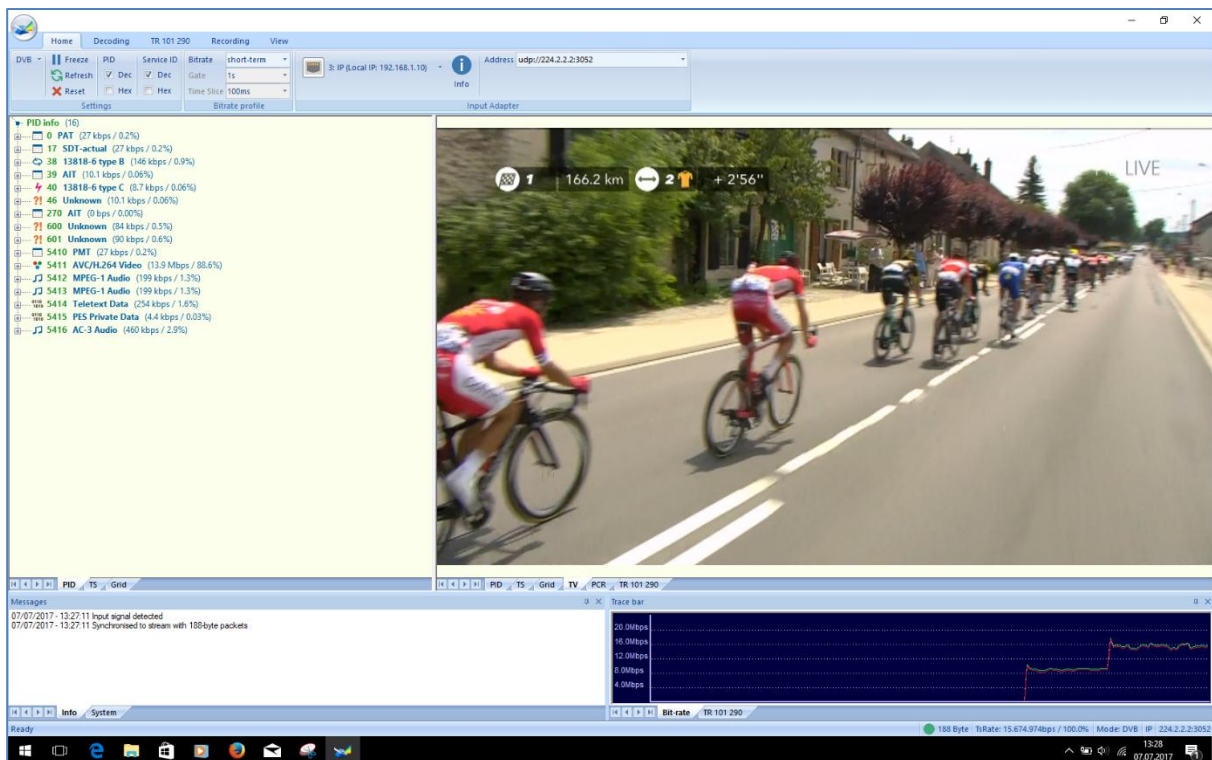 Home Decoding TR 101 290 Recording View
DVB Freeze PID Service ID Bitrate short-term 3: IP (Local IP: 192.168.1.10) Info Address udp://224.2.2.2:3052
Refresh Dec Dec Gate 1s
Reset Hex Hex Time Slice 100ms
Settings Bitrate profile Input Adapter
PID info (16)
0 PAT (27 kbps / 0.2%)
17 SDT-actual (27 kbps / 0.2%)
38 13818-6 type B (146 kbps / 0.9%)
39 AIT (10.1 kbps / 0.06%)
40 13818-6 type C (8.7 kbps / 0.06%)
?! 46 Unknown (10.1 kbps / 0.06%)
270 AIT (0 bps / 0.00%)
?! 600 Unknown (84 kbps / 0.5%)
?! 601 Unknown (90 kbps / 0.6%)
5410 PMT (27 kbps / 0.2%)
5411 AVC/H.264 Video (13.9 Mbps / 88.6%)
5412 MPEG-1 Audio (199 kbps / 1.3%)
5413 MPEG-1 Audio (199 kbps / 1.3%)
5414 Teletext Data (254 kbps / 1.6%)
5415 PES Private Data (4.4 kbps / 0.03%)
5416 AC-3 Audio (460 kbps / 2.9%)
LIVE
1 166.2 km 2 + 2'56''
PID TS Grid
PID TS Grid TV PCR TR 101 290
Messages
07/07/2017 - 13:27:11 Input signal detected
07/07/2017 - 13:27:11 Synchronised to stream with 188-byte packets
Info System
Trace bar
20.0Mbps
16.0Mbps
12.0Mbps
8.0Mbps
4.0Mbps
Bit-rate TR 101 290
Ready 188 Byte TsRate: 15.674.974bps / 100.0% Mode: DVB IP 224.2.2.2:3052
13:28
07.07.2017